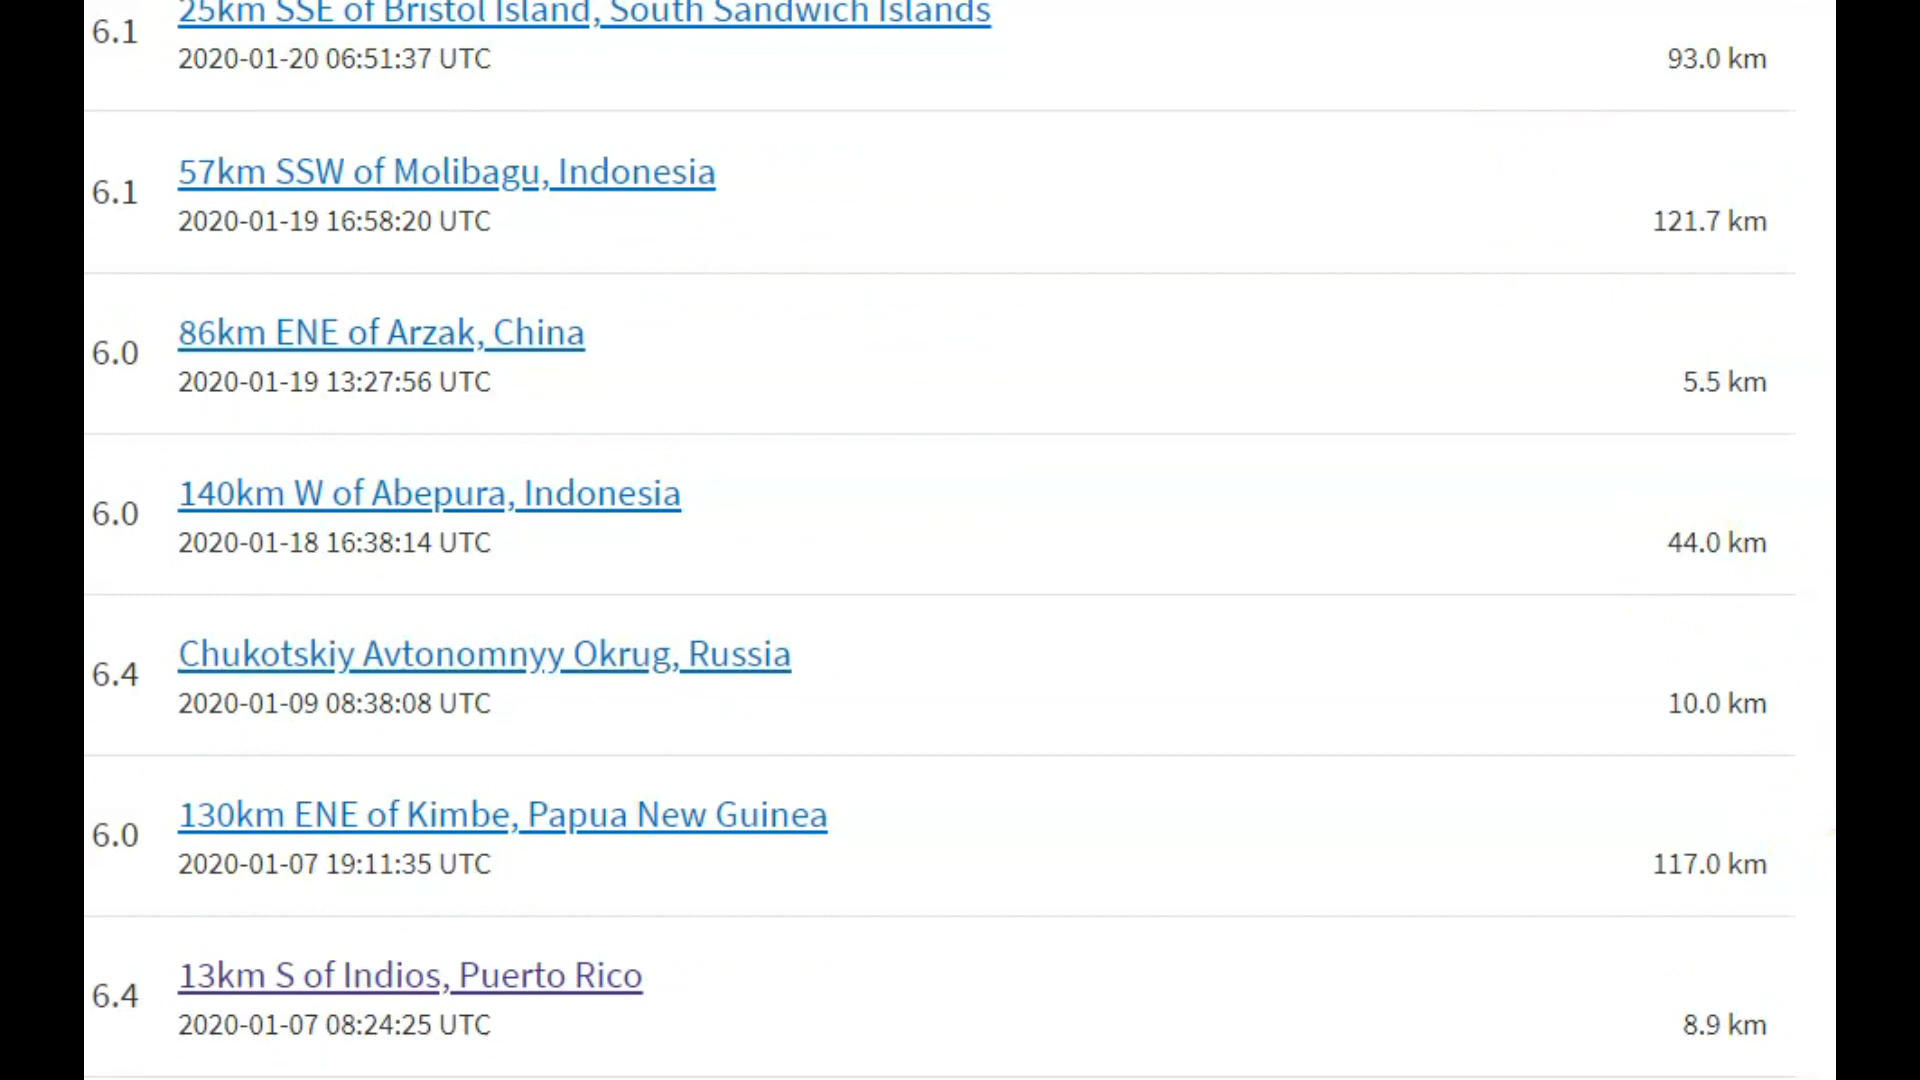 25km SSE of Bristol Island, South Sandwich Islands
6.1
2020-01-20 06:51:37 UTC
93.0 km
57km SSW of Molibagu, Indonesia
6.1
2020-01-19 16:58:20 UTC
121.7 km
86km ENE of Arzak, China
6.0
2020-01-19 13:27:56 UTC
5.5 km
140km W of Abepura, Indonesia
6.0
2020-01-18 16:38:14 UTC
44.0 km
Chukotskiy Avtonomnyy Okrug, Russia
6.4
2020-01-09 08:38:08 UTC
10.0 km
130km ENE of Kimbe, Papua New Guinea
6.0
2020-01-07 19:11:35 UTC
117.0 km
13km S of Indios, Puerto Rico
6.4
2020-01-07 08:24:25 UTC
8.9 km